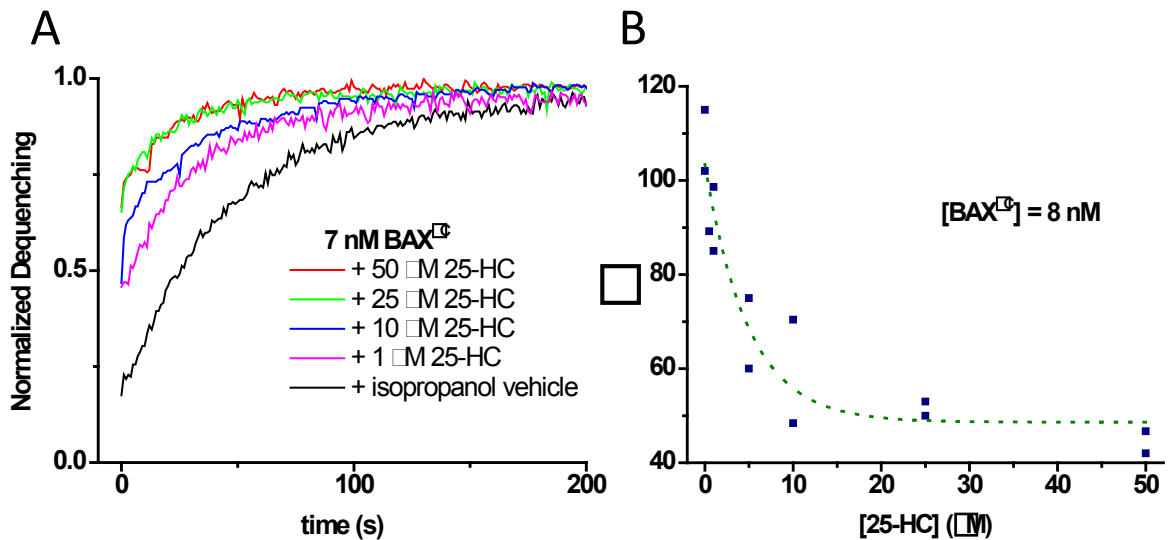 A
1.0
0.5
0.0
Normalized Dequenching
7 nM BAX□C
+ 50 □M 25-HC
+ 25 □M 25-HC
+ 10 □M 25-HC
+ 1 □M 25-HC
+ isopropanol vehicle
0
100
200
time (s)
B
120
100
80
60
40
□
[BAX□C] = 8 nM
0
10
20
30
40
50
[25-HC] (□M)